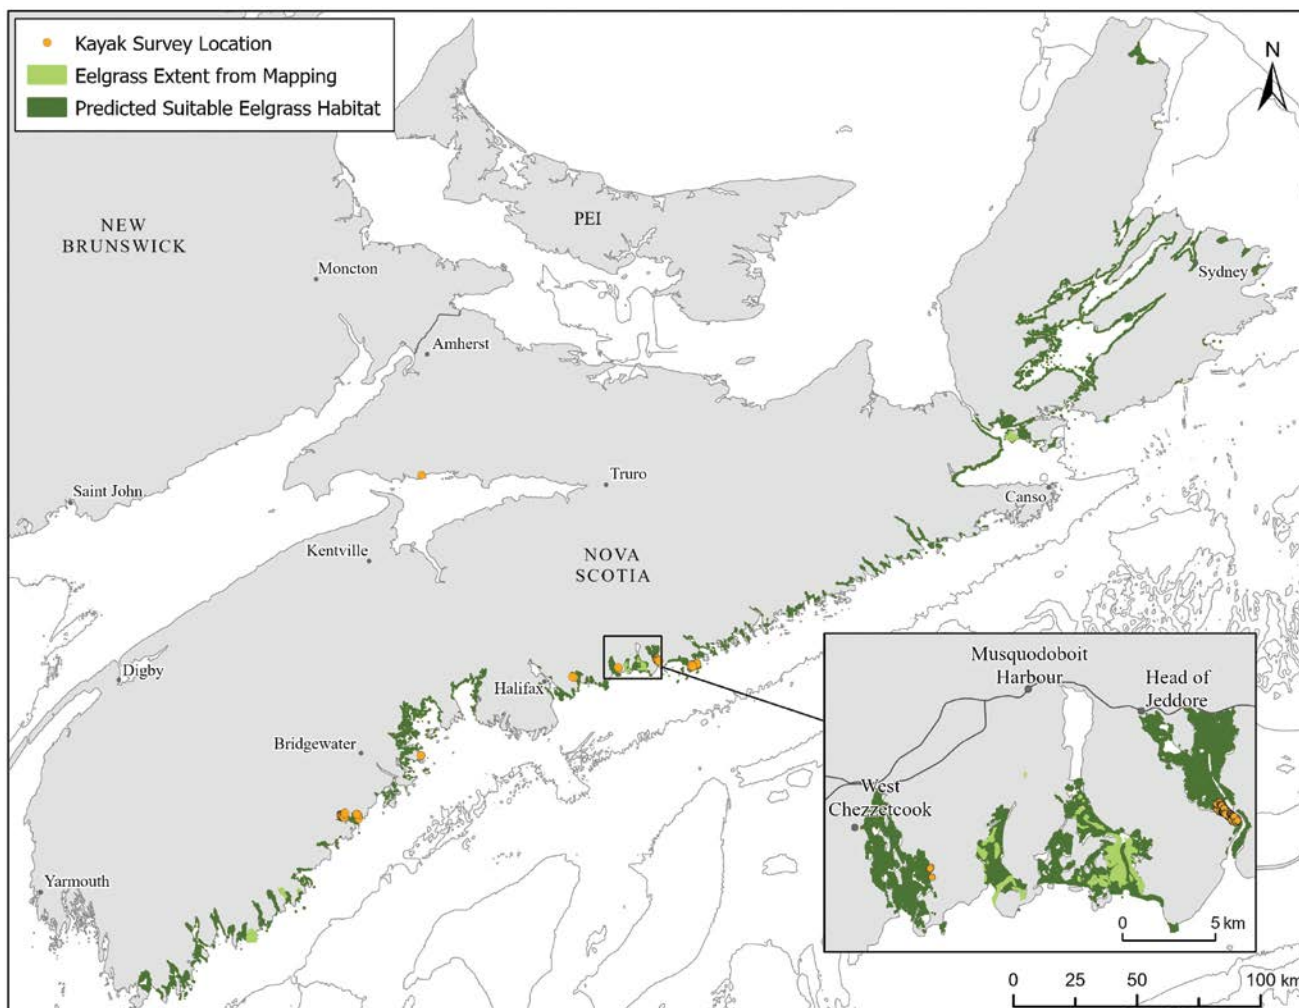 Kayak Survey Location
Eelgrass Extent from Mapping
Predicted Suitable Eelgrass Habitat
N
NEW
BRUNSWICK
PEI
Moncton
Sydney
Amherst
Saint John
Truro
Canso
Kentville
NOVA
SCOTIA
Digby
Halifax
Bridgewater
Yarmouth
Musquodoboit
Harbour
Head of
Jeddore
West
Chezzetcook
0 5 km
0 25 50 100 km